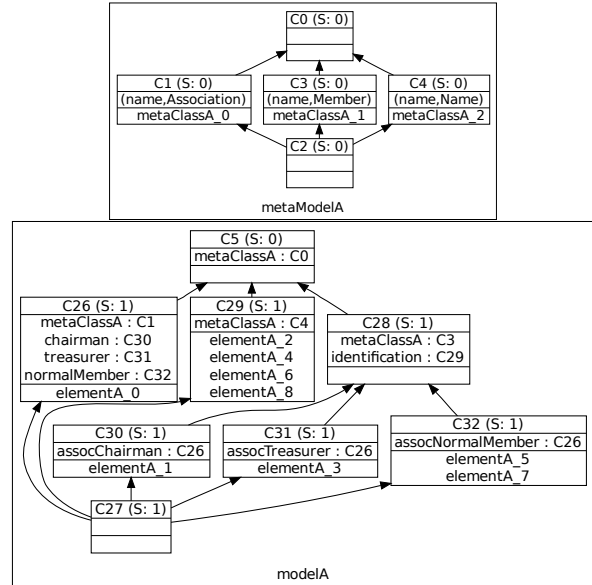 C0 (S: 0)
C1 (S: 0)
(name,Association)
metaClassA_0
C3 (S: 0)
(name,Member)
metaClassA_1
C4 (S: 0)
(name,Name)
metaClassA_2
C2 (S: 0)
metaModelA
C5 (S: 0)
metaClassA : C0
C26 (S: 1)
metaClassA : C1
chairman : C30
treasurer : C31
normalMember : C32
elementA_0
C29 (S: 1)
metaClassA : C4
elementA_2
elementA_4
elementA_6
elementA_8
C28 (S: 1)
metaClassA : C3
identification : C29
C30 (S: 1)
assocChairman : C26
elementA_1
C31 (S: 1)
assocTreasurer : C26
elementA_3
C32 (S: 1)
assocNormalMember : C26
elementA_5
elementA_7
C27 (S: 1)
modelA